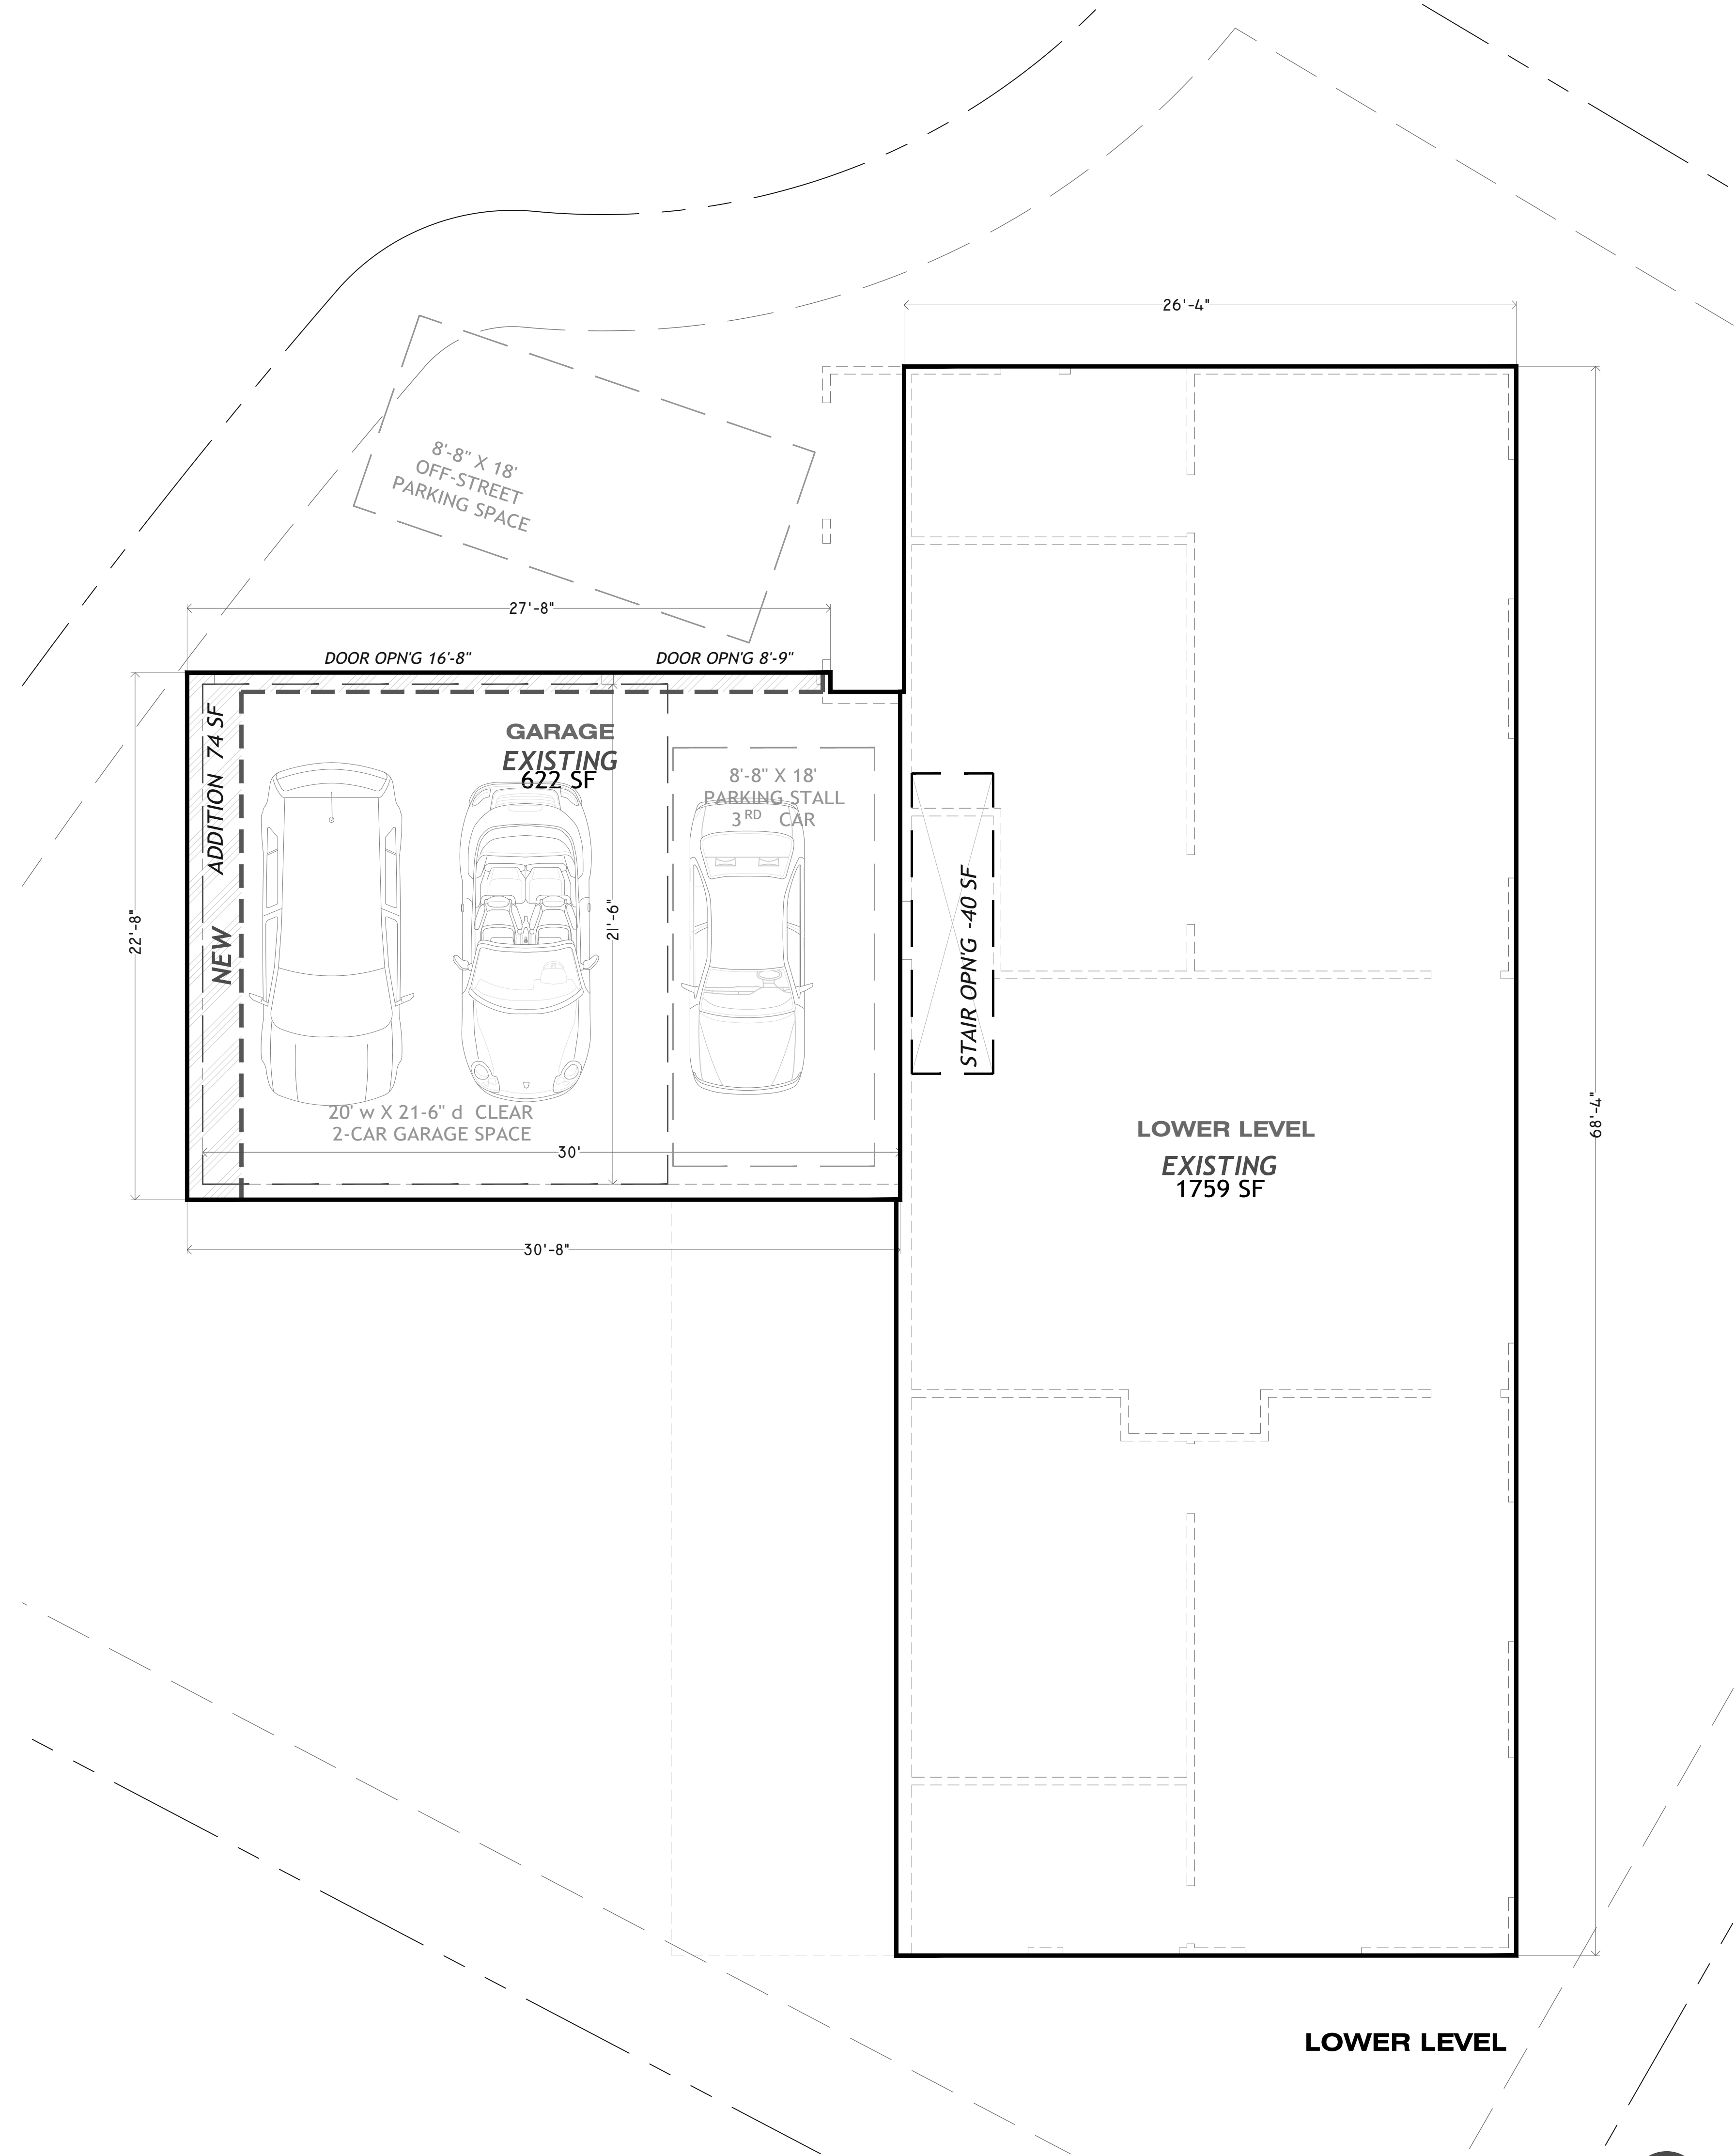 26'-4"
8'-8" X 18'
OFF-STREET
PARKING SPACE
27'-8"
DOOR OPN'G 16'-8"
DOOR OPN'G 8'-9"
GARAGE
EXISTING
622 SF
8'-8" X 18'
PARKING STALL
3RD CAR
NEW ADDITION 74 SF
22'-8"
21'-6"
STAIR OPN'G -40 SF
20' w X 21-6" d CLEAR
2-CAR GARAGE SPACE
30'
30'-8"
LOWER LEVEL
EXISTING
1759 SF
68'-4"
LOWER LEVEL